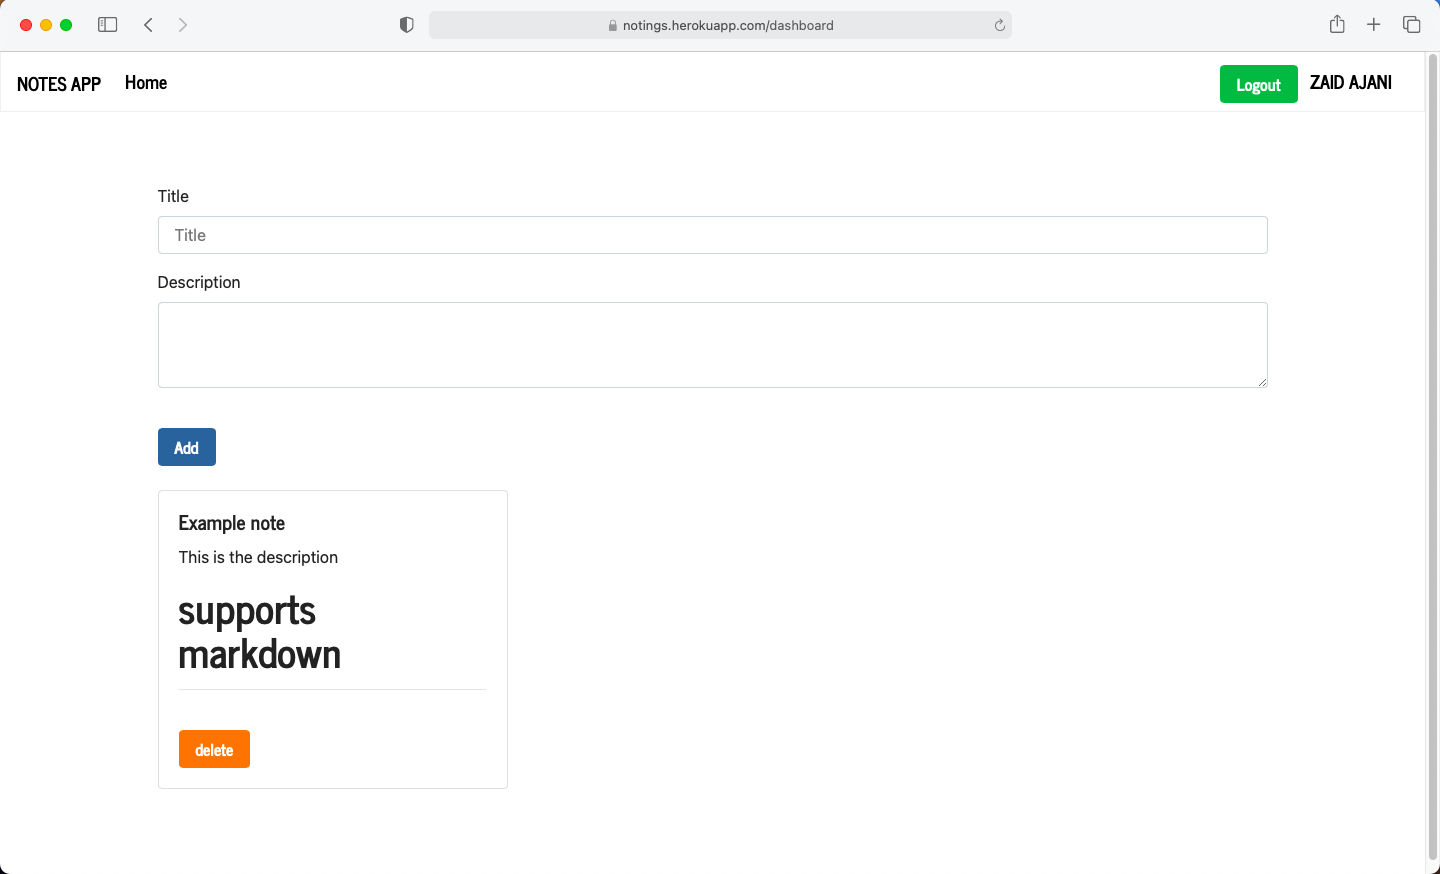 notings.herokuapp.com/dashboard
NOTES APP Home Logout ZAID AJANI
Title
Title
Description
Add
Example note
This is the description
supports
markdown
delete